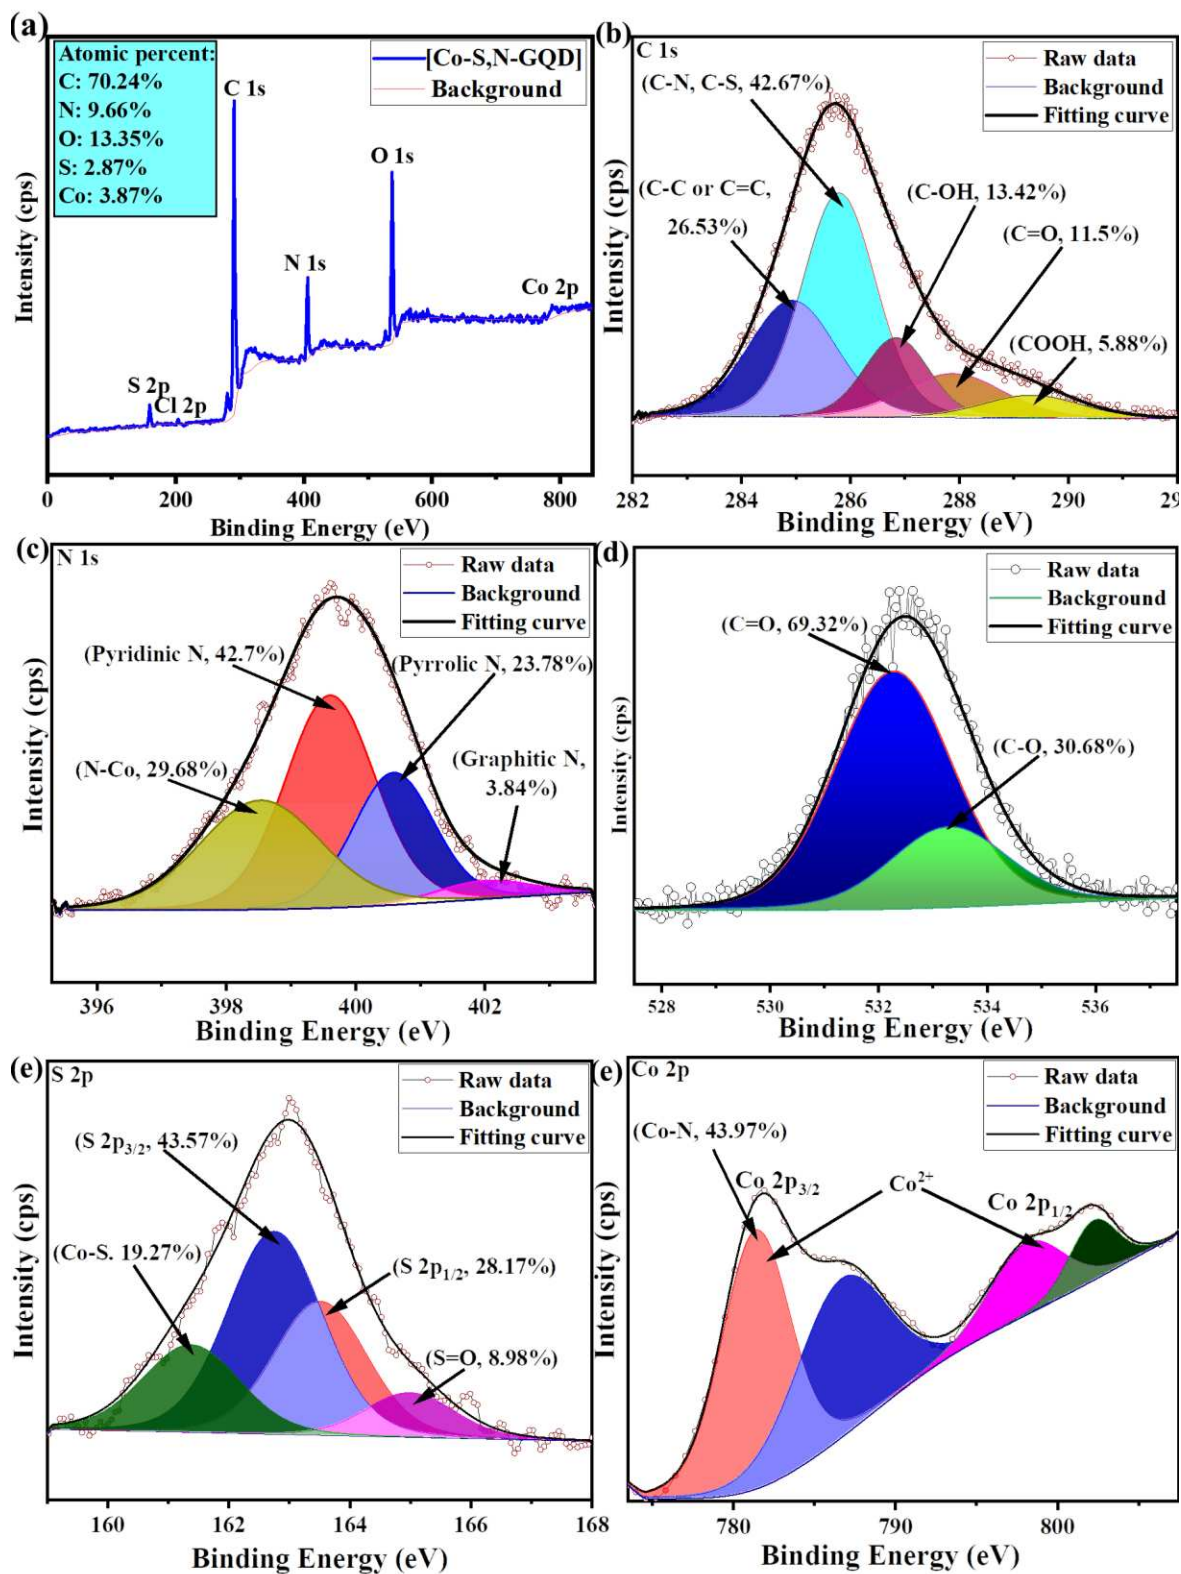 (a)
Atomic percent:
C: 70.24%
N: 9.66%
O: 13.35%
S: 2.87%
Co: 3.87%
[Co-S,N-GQD]
Background
C 1s
O 1s
N 1s
S 2p
Cl 2p
Co 2p
Intensity (cps)
0 200 400 600 800
Binding Energy (eV)
(b)
C 1s
Raw data
Background
Fitting curve
(C-N, C-S, 42.67%)
(C-C or C=C,
26.53%)
(C-OH, 13.42%)
(C=O, 11.5%)
(COOH, 5.88%)
Intensity (cps)
282 284 286 288 290 29
Binding Energy (eV)
(c)
N 1s
Raw data
Background
Fitting curve
(Pyridinic N, 42.7%)
(Pyrrolic N, 23.78%)
(N-Co, 29.68%)
(Graphitic N,
3.84%)
Intensity (cps)
396 398 400 402
Binding Energy (eV)
(d)
Raw data
Background
Fitting curve
(C=O, 69.32%)
(C-O, 30.68%)
Intensity (cps)
528 530 532 534 536
Binding Energy (eV)
(e)
S 2p
Raw data
Background
Fitting curve
(S 2p3/2, 43.57%)
(Co-S. 19.27%)
(S 2p1/2, 28.17%)
(S=O, 8.98%)
Intensity (cps)
160 162 164 166 168
Binding Energy (eV)
(e)
Co 2p
Raw data
Background
Fitting curve
(Co-N, 43.97%)
Co 2p3/2
Co2+
Co 2p1/2
Intensity (cps)
780 790 800
Binding Energy (eV)